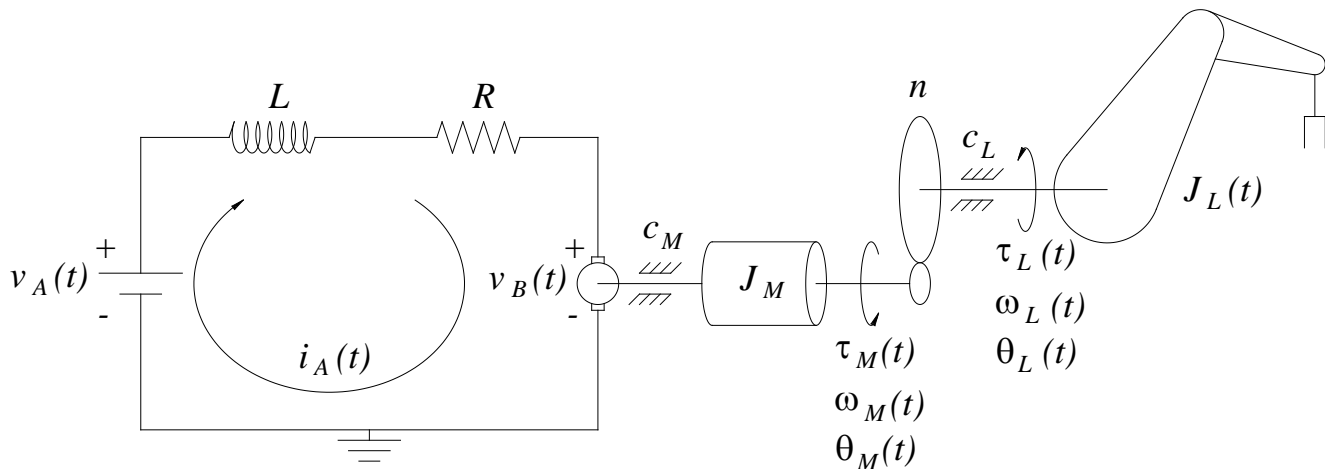 L
R
n
c_L
J_L(t)
+
v_A(t)
-
c_M
+
v_B(t)
-
J_M
τ_L(t)
ω_L(t)
θ_L(t)
i_A(t)
τ_M(t)
ω_M(t)
θ_M(t)